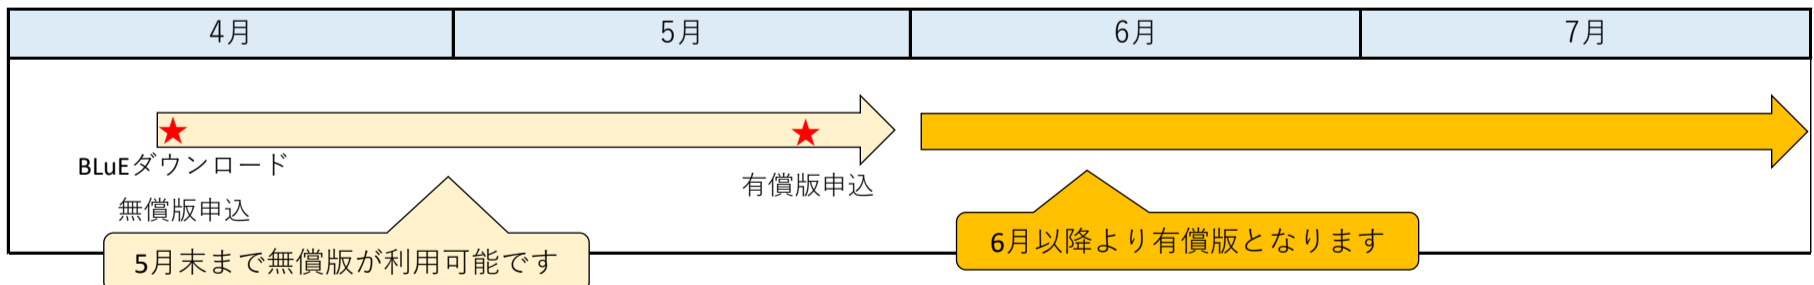 4月
5月
6月
7月
BLuEダウンロード
無償版申込
有償版申込
5月末まで無償版が利用可能です
6月以降より有償版となります